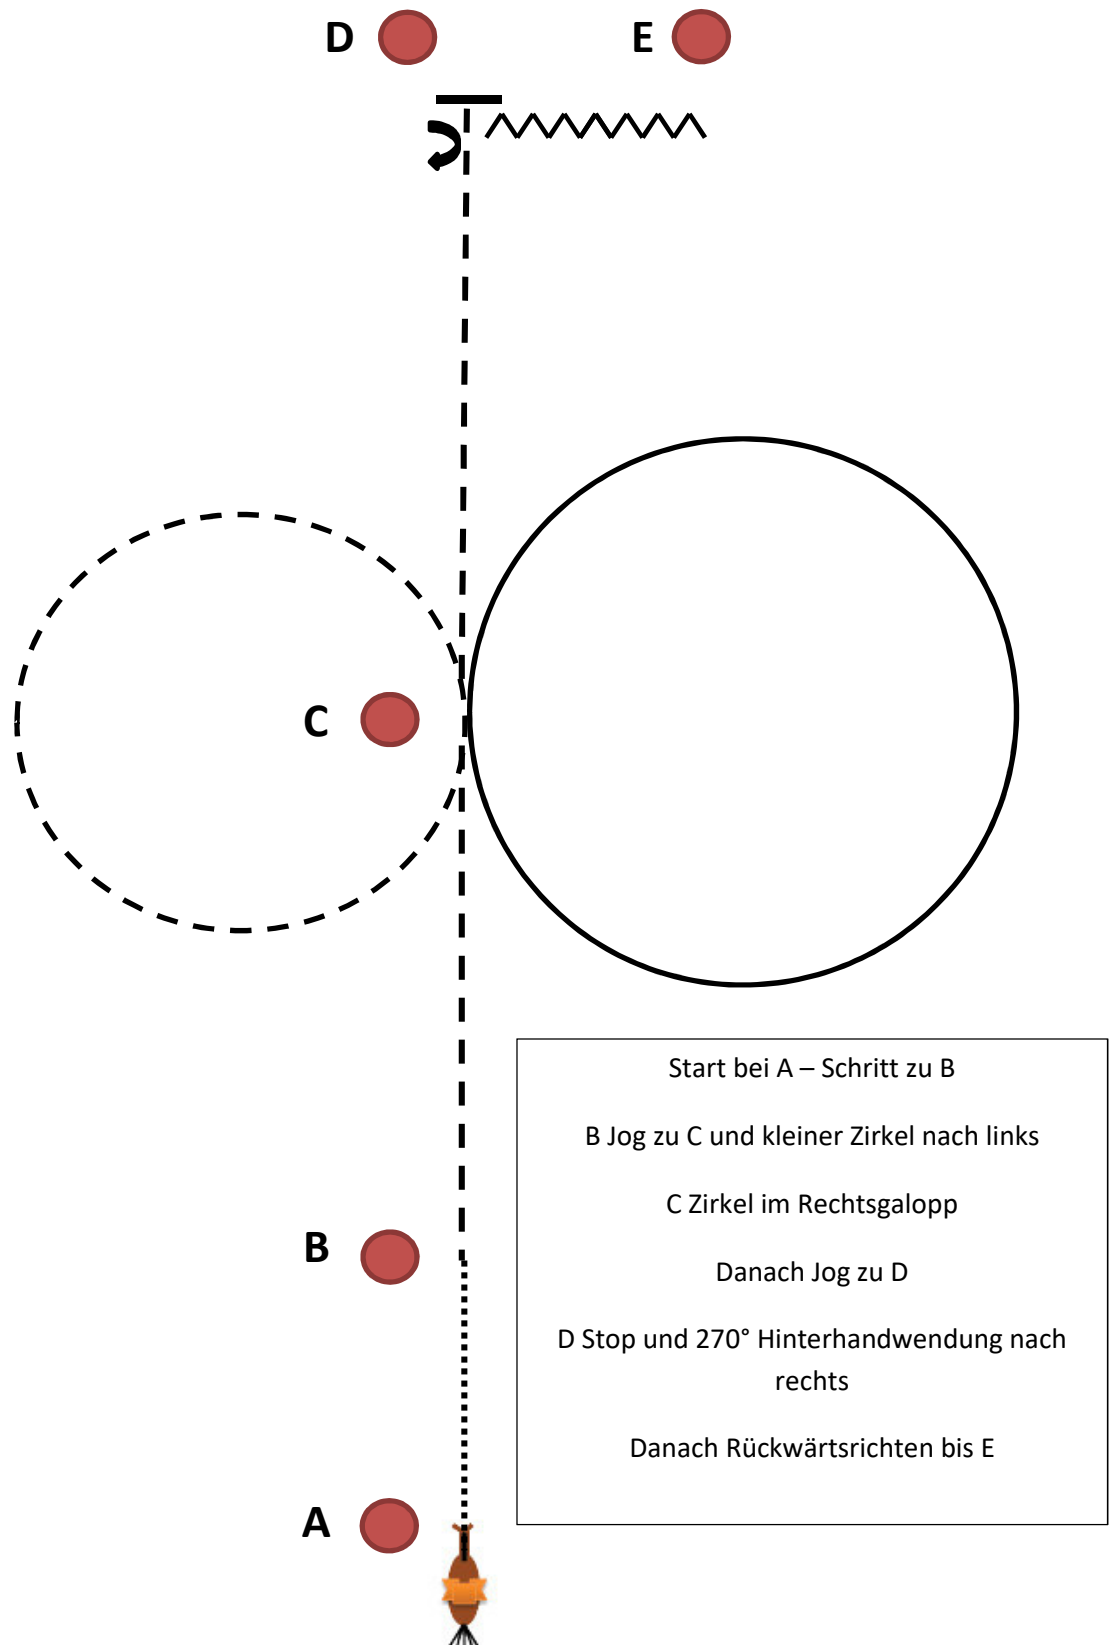 D
E
C
Start bei A – Schritt zu B
B Jog zu C und kleiner Zirkel nach links
C Zirkel im Rechtsgalopp
Danach Jog zu D
D Stop und 270° Hinterhandwendung nach
rechts
Danach Rückwärtsrichten bis E
B
A